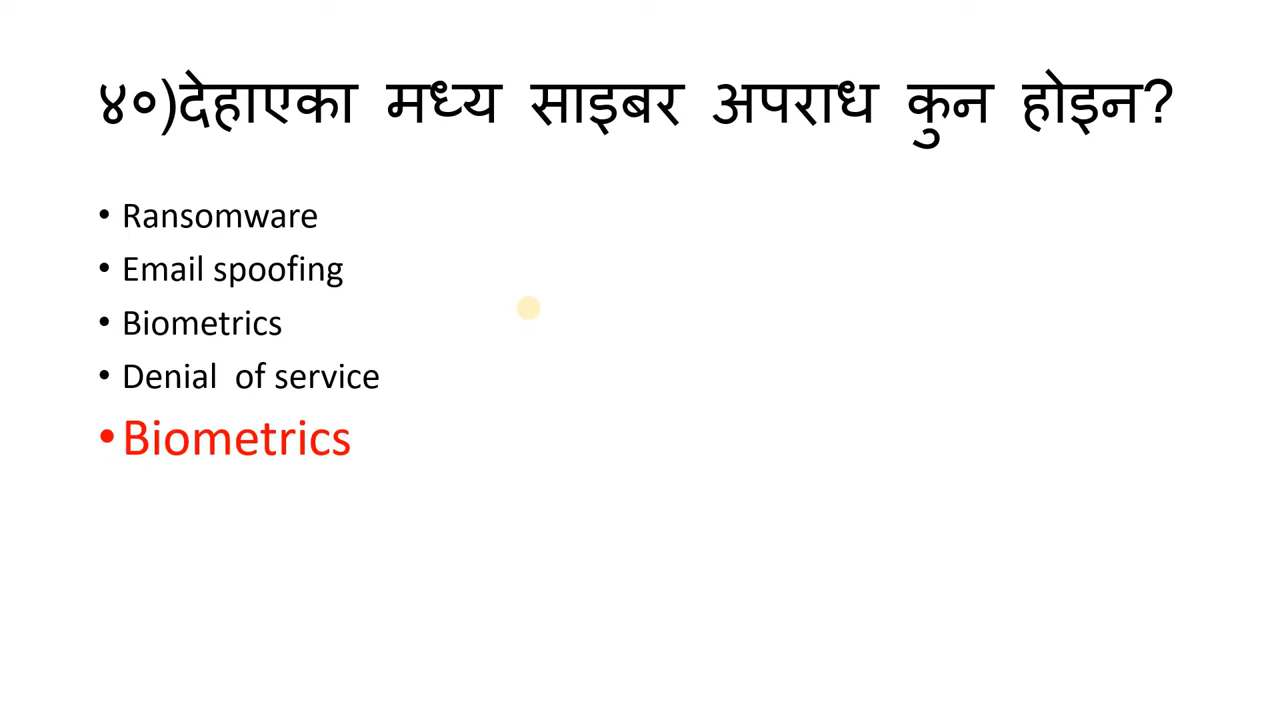 ४०)देहाएका मध्य साइबर अपराध कुन होइन?
• Ransomware
• Email spoofing
• Biometrics
• Denial of service
• Biometrics